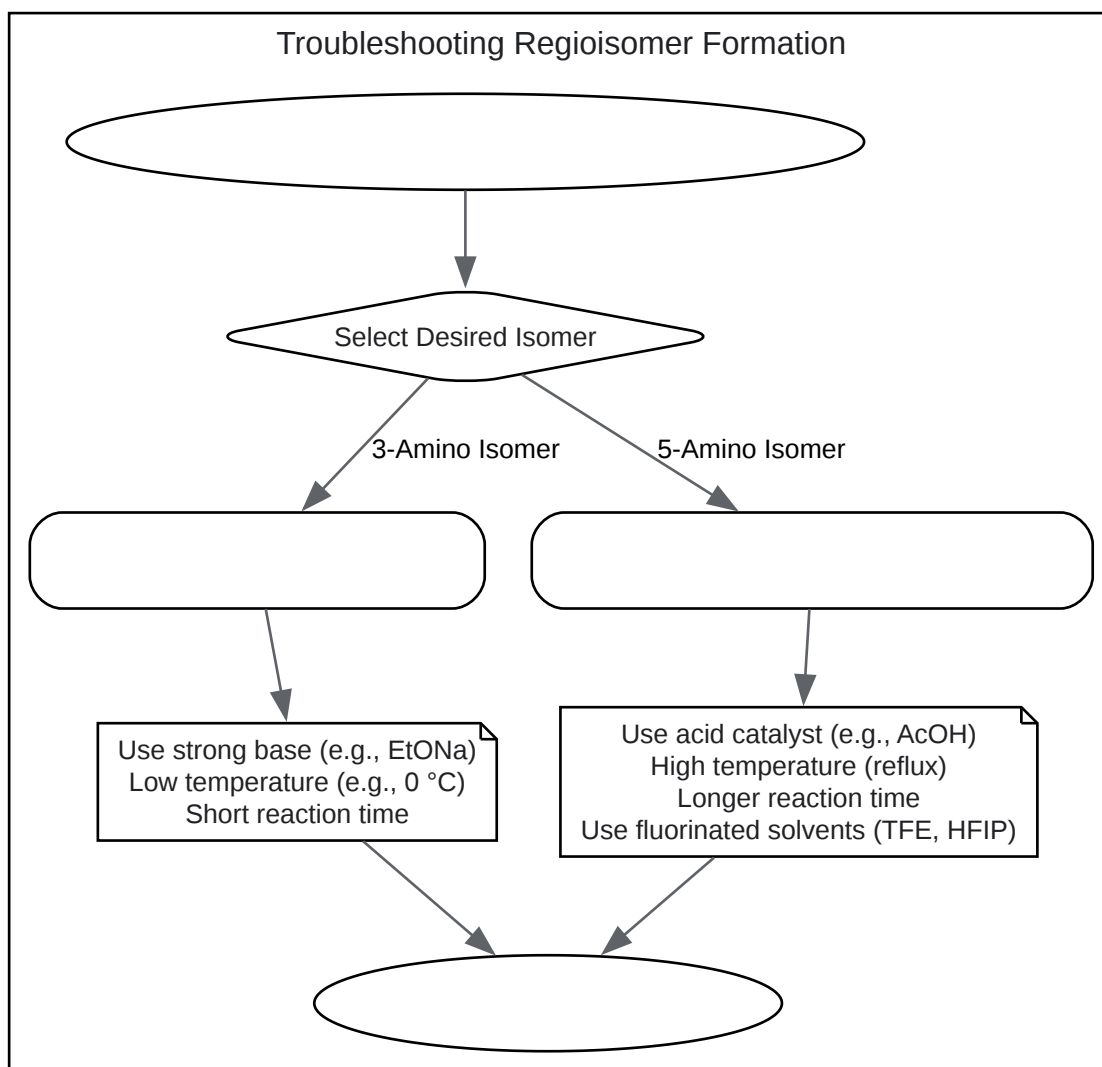 Troubleshooting Regioisomer Formation
Select Desired Isomer
3-Amino Isomer
5-Amino Isomer
Use strong base (e.g., EtONa)
Low temperature (e.g., 0 °C)
Short reaction time
Use acid catalyst (e.g., AcOH)
High temperature (reflux)
Longer reaction time
Use fluorinated solvents (TFE, HFIP)